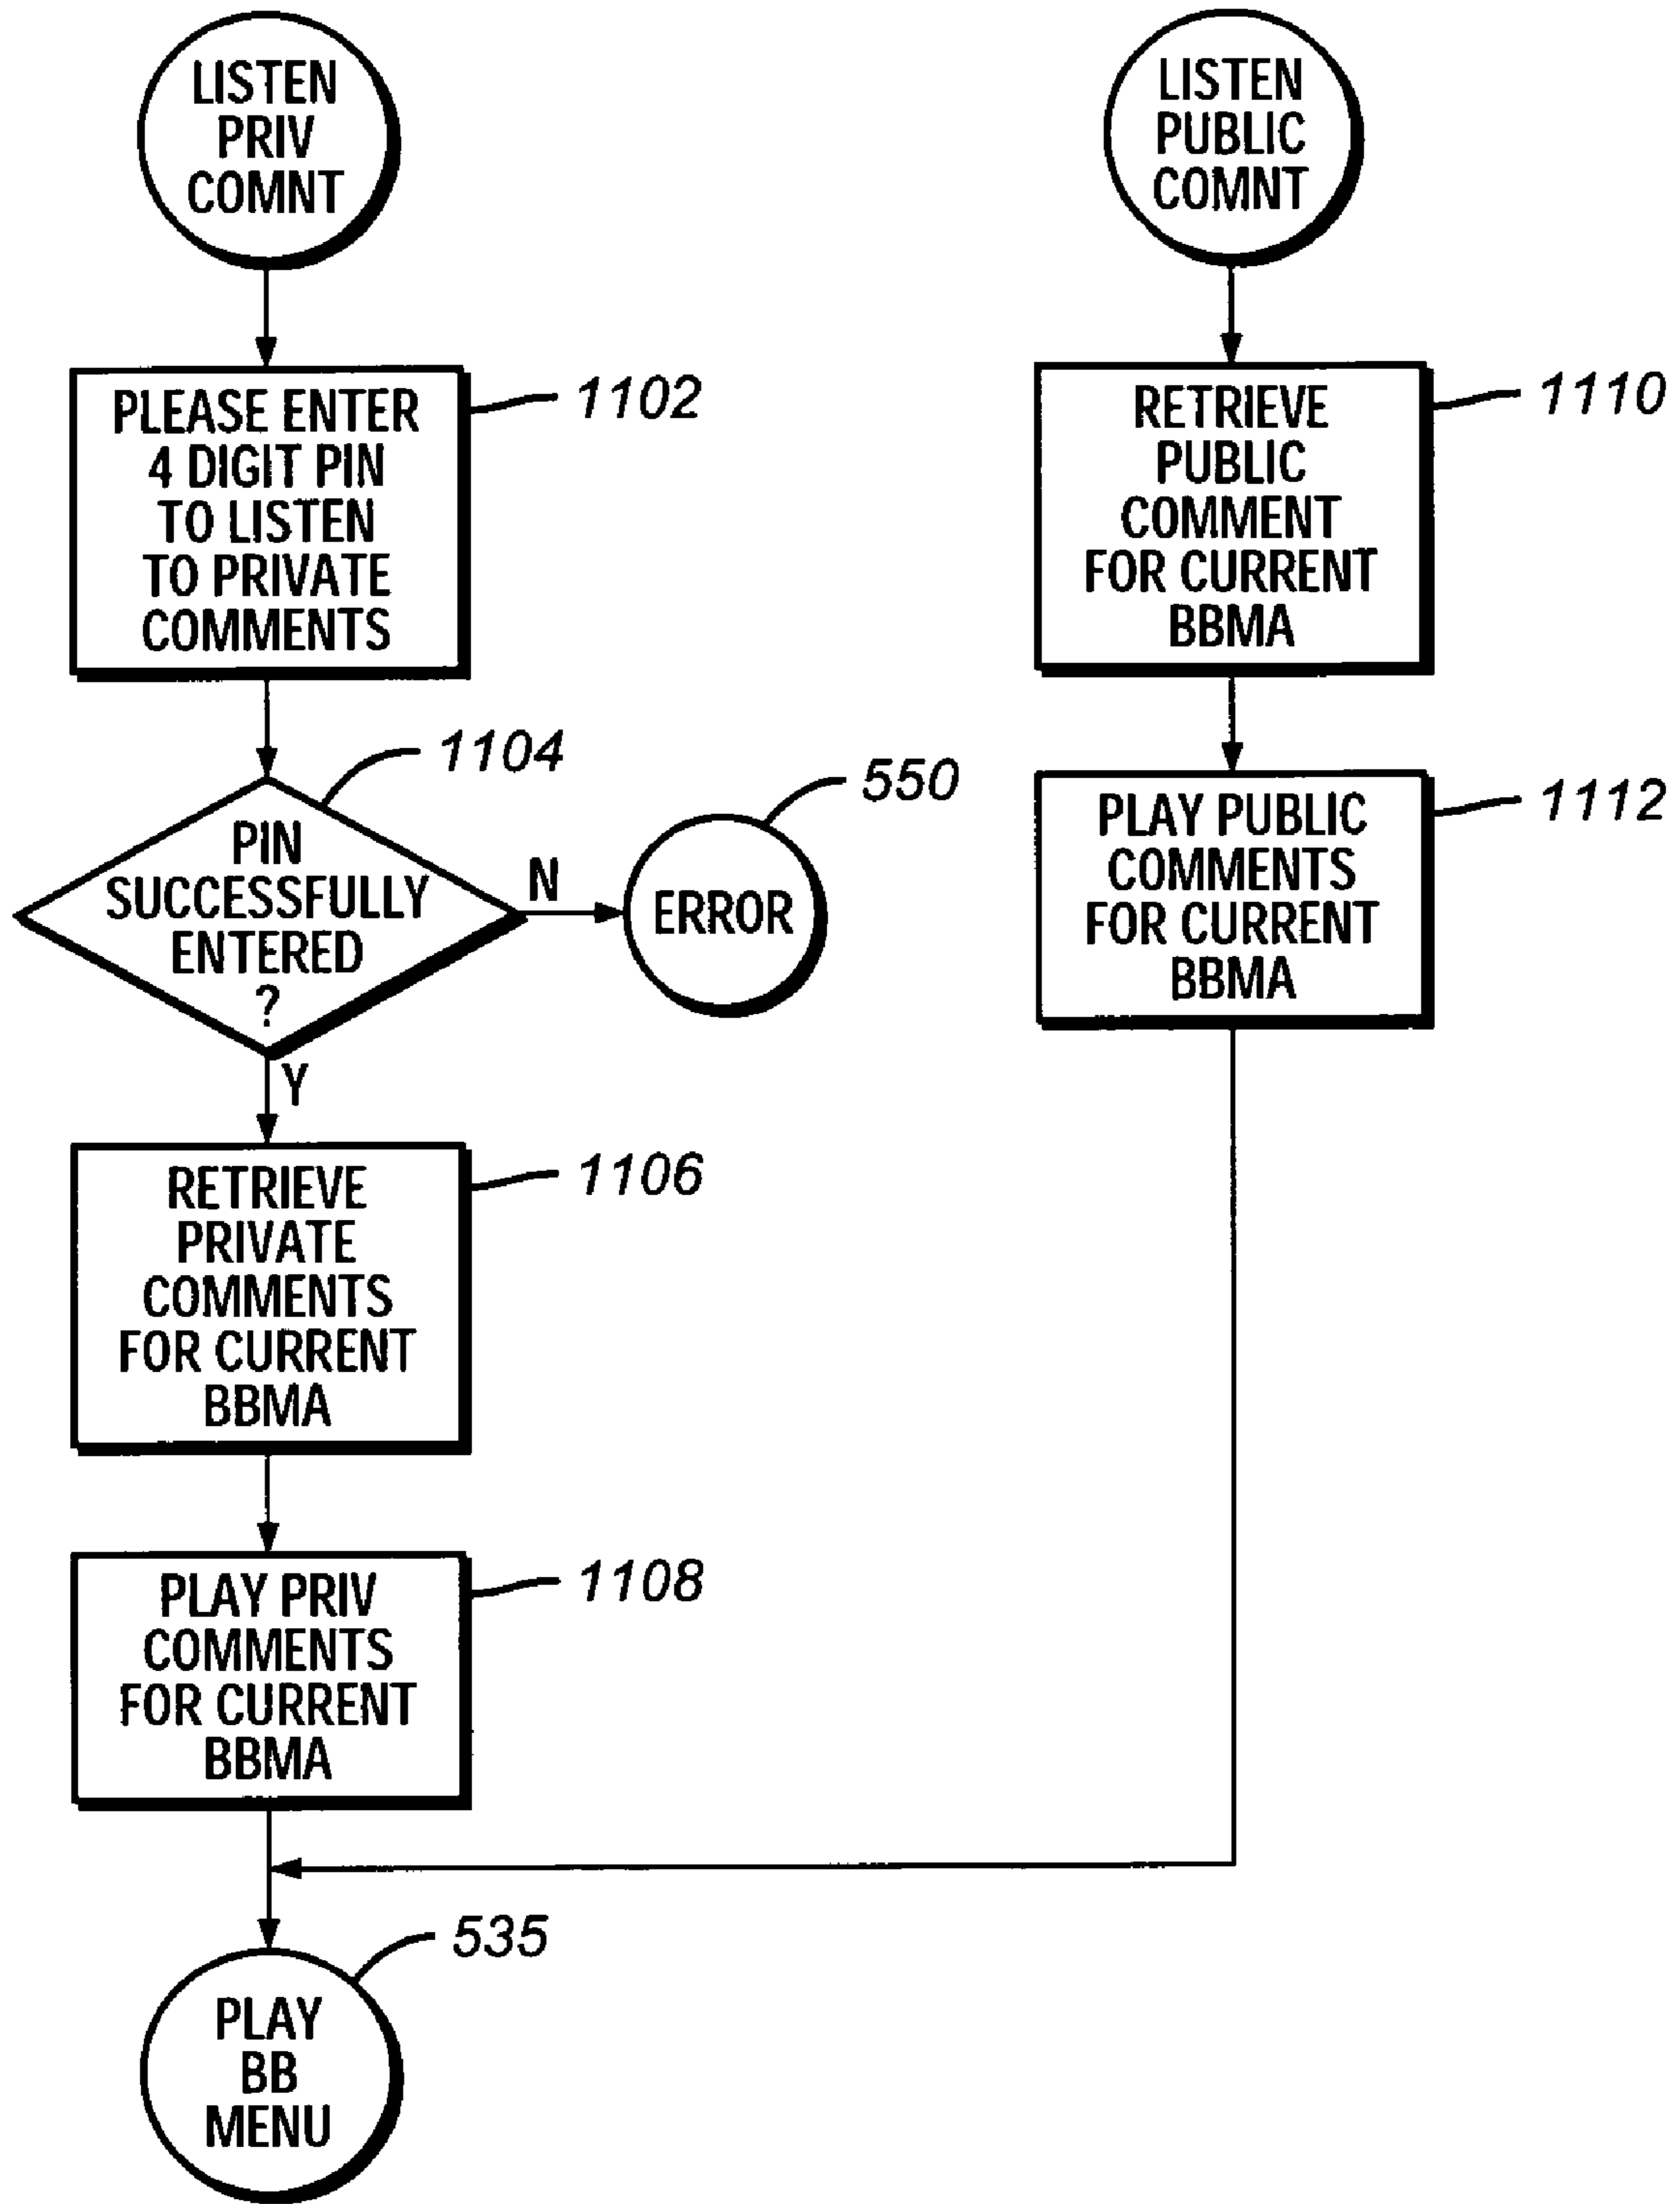 LISTEN
PRIV
COMNT
PLEASE ENTER
4 DIGIT PIN
TO LISTEN
TO PRIVATE
COMMENTS
1102
1104
PIN
SUCCESSFULLY
ENTERED
?
N
550
ERROR
Y
RETRIEVE
PRIVATE
COMMENTS
FOR CURRENT
BBMA
1106
PLAY PRIV
COMMENTS
FOR CURRENT
BBMA
1108
535
PLAY
BB
MENU
LISTEN
PUBLIC
COMNT
RETRIEVE
PUBLIC
COMMENT
FOR CURRENT
BBMA
1110
PLAY PUBLIC
COMMENTS
FOR CURRENT
BBMA
1112